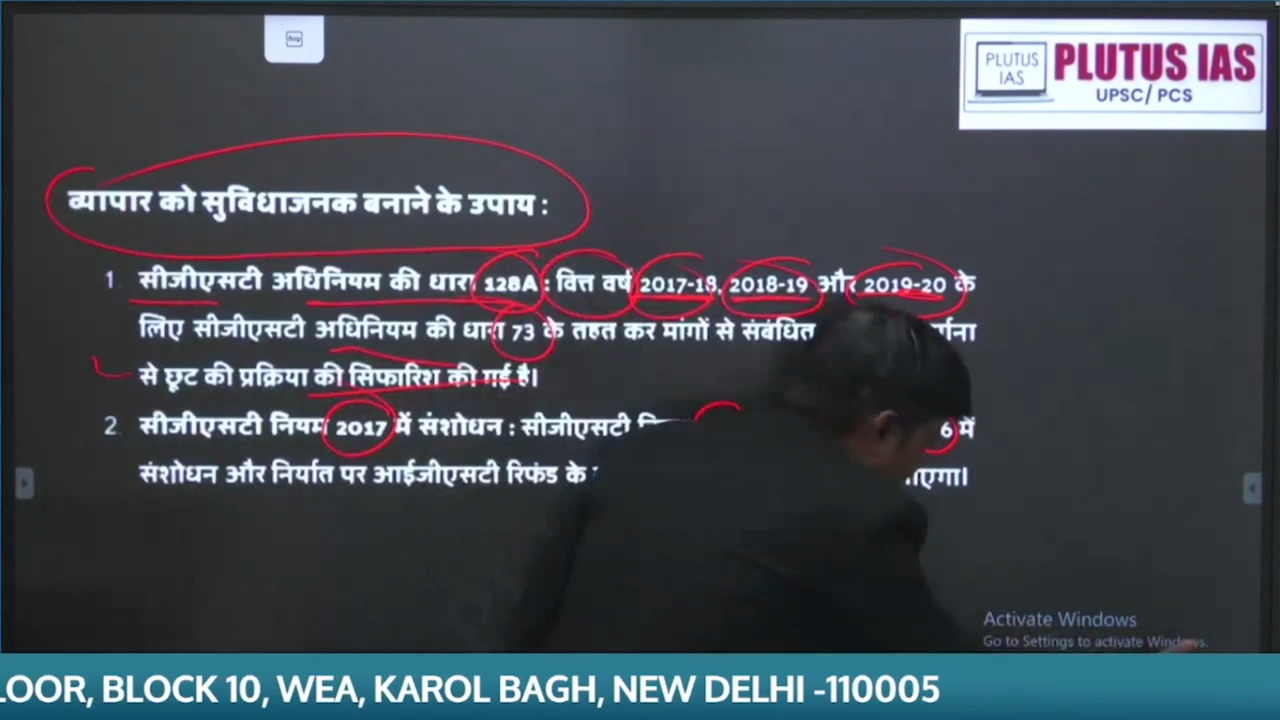 PLUTUS IAS
PLUTUS IAS
UPSC/ PCS
व्यापार को सुविधाजनक बनाने के उपाय :
1. सीजीएसटी अधिनियम की धारा 128A : वित्त वर्ष 2017-18, 2018-19 और 2019-20 के
लिए सीजीएसटी अधिनियम की धारा 73 के तहत कर मांगों से संबंधित
से छूट की प्रक्रिया की सिफारिश की गई है।
2. सीजीएसटी नियम 2017 में संशोधन : सीजीएसटी 6 में
संशोधन और निर्यात पर आईजीएसटी रिफंड के
Activate Windows
Go to Settings to activate Windows.
LOOR, BLOCK 10, WEA, KAROL BAGH, NEW DELHI -110005